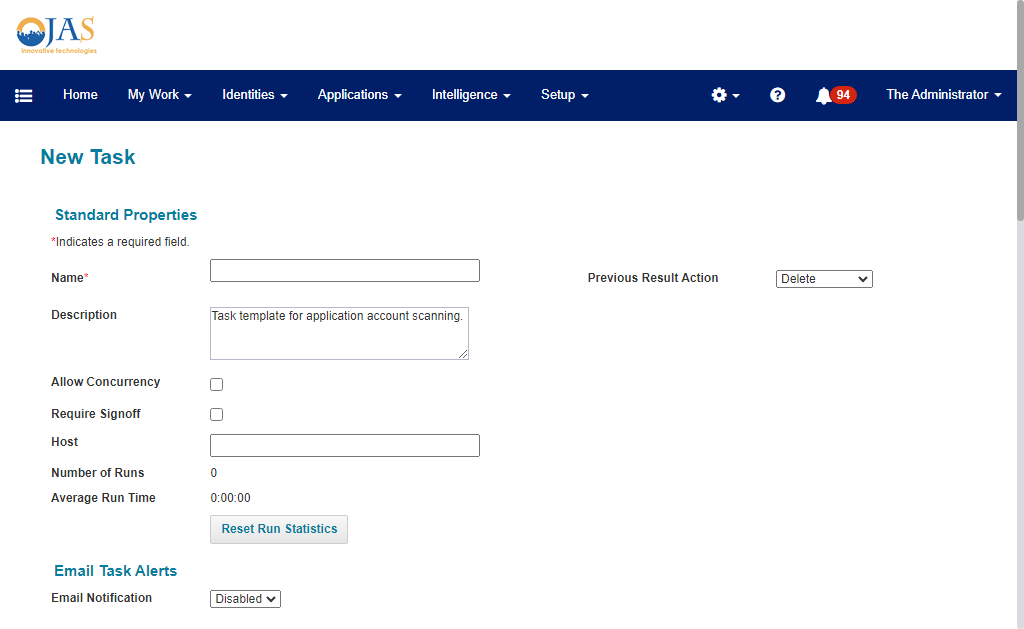 OJAS
innovative technologies
Home My Work Identities Applications Intelligence Setup ? 94 The Administrator
New Task
Standard Properties
*Indicates a required field.
Name*
Previous Result Action Delete
Description Task template for application account scanning.
Allow Concurrency
Require Signoff
Host
Number of Runs 0
Average Run Time 0:00:00
Reset Run Statistics
Email Task Alerts
Email Notification Disabled